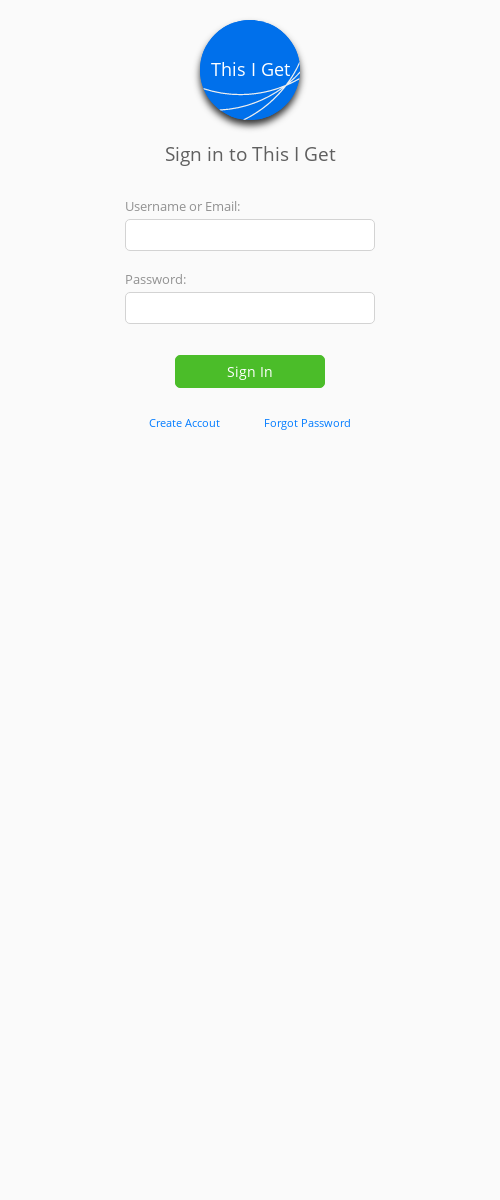 This I Get
Sign in to This I Get
Username or Email:
Password:
Sign In
Create Accout
Forgot Password